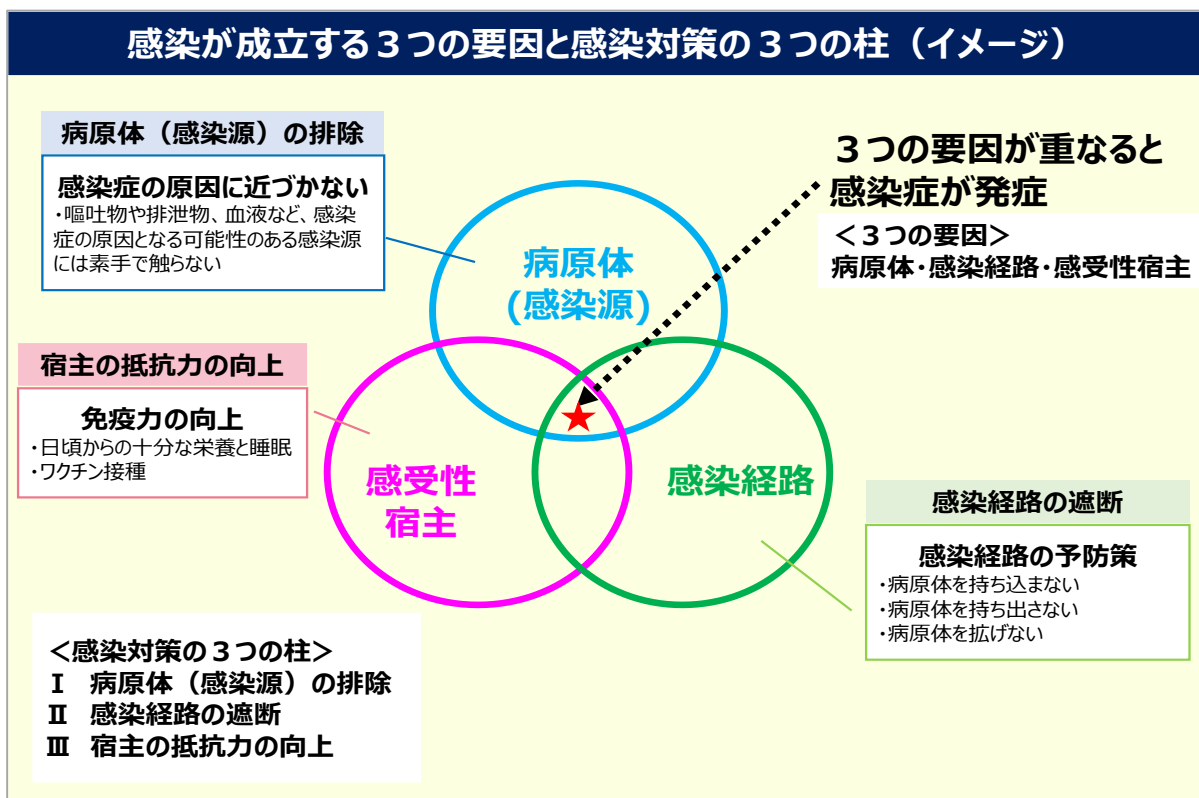 感染が成立する３つの要因と感染対策の３つの柱（イメージ）
病原体（感染源）の排除
感染症の原因に近づかない
・嘔吐物や排泄物、血液など、感染
症の原因となる可能性のある感染源
には素手で触らない
３つの要因が重なると
感染症が発症
＜３つの要因＞
病原体・感染経路・感受性宿主
病原体
(感染源)
宿主の抵抗力の向上
免疫力の向上
・日頃からの十分な栄養と睡眠
・ワクチン接種
感受性
宿主
感染経路
感染経路の遮断
感染経路の予防策
・病原体を持ち込まない
・病原体を持ち出さない
・病原体を拡げない
＜感染対策の３つの柱＞
Ⅰ　病原体（感染源）の排除
Ⅱ　感染経路の遮断
Ⅲ　宿主の抵抗力の向上